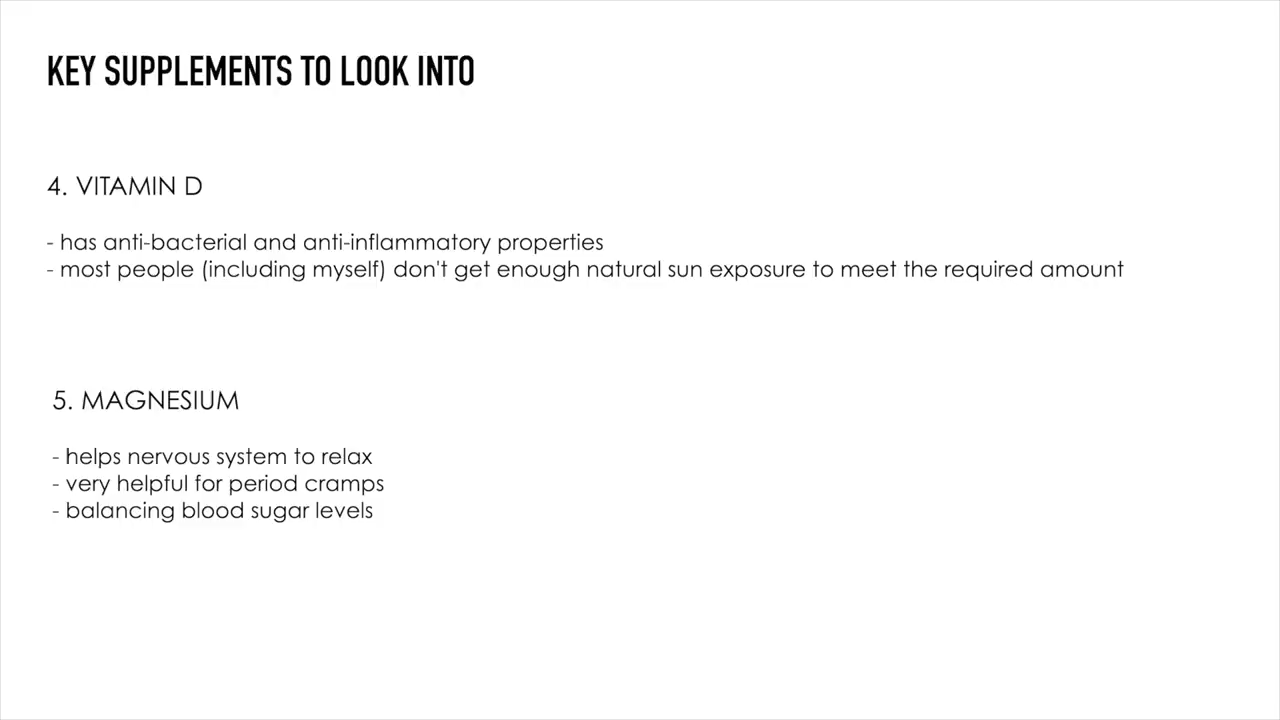 KEY SUPPLEMENTS TO LOOK INTO
4. VITAMIN D
- has anti-bacterial and anti-inflammatory properties
- most people (including myself) don't get enough natural sun exposure to meet the required amount
5. MAGNESIUM
- helps nervous system to relax
- very helpful for period cramps
- balancing blood sugar levels